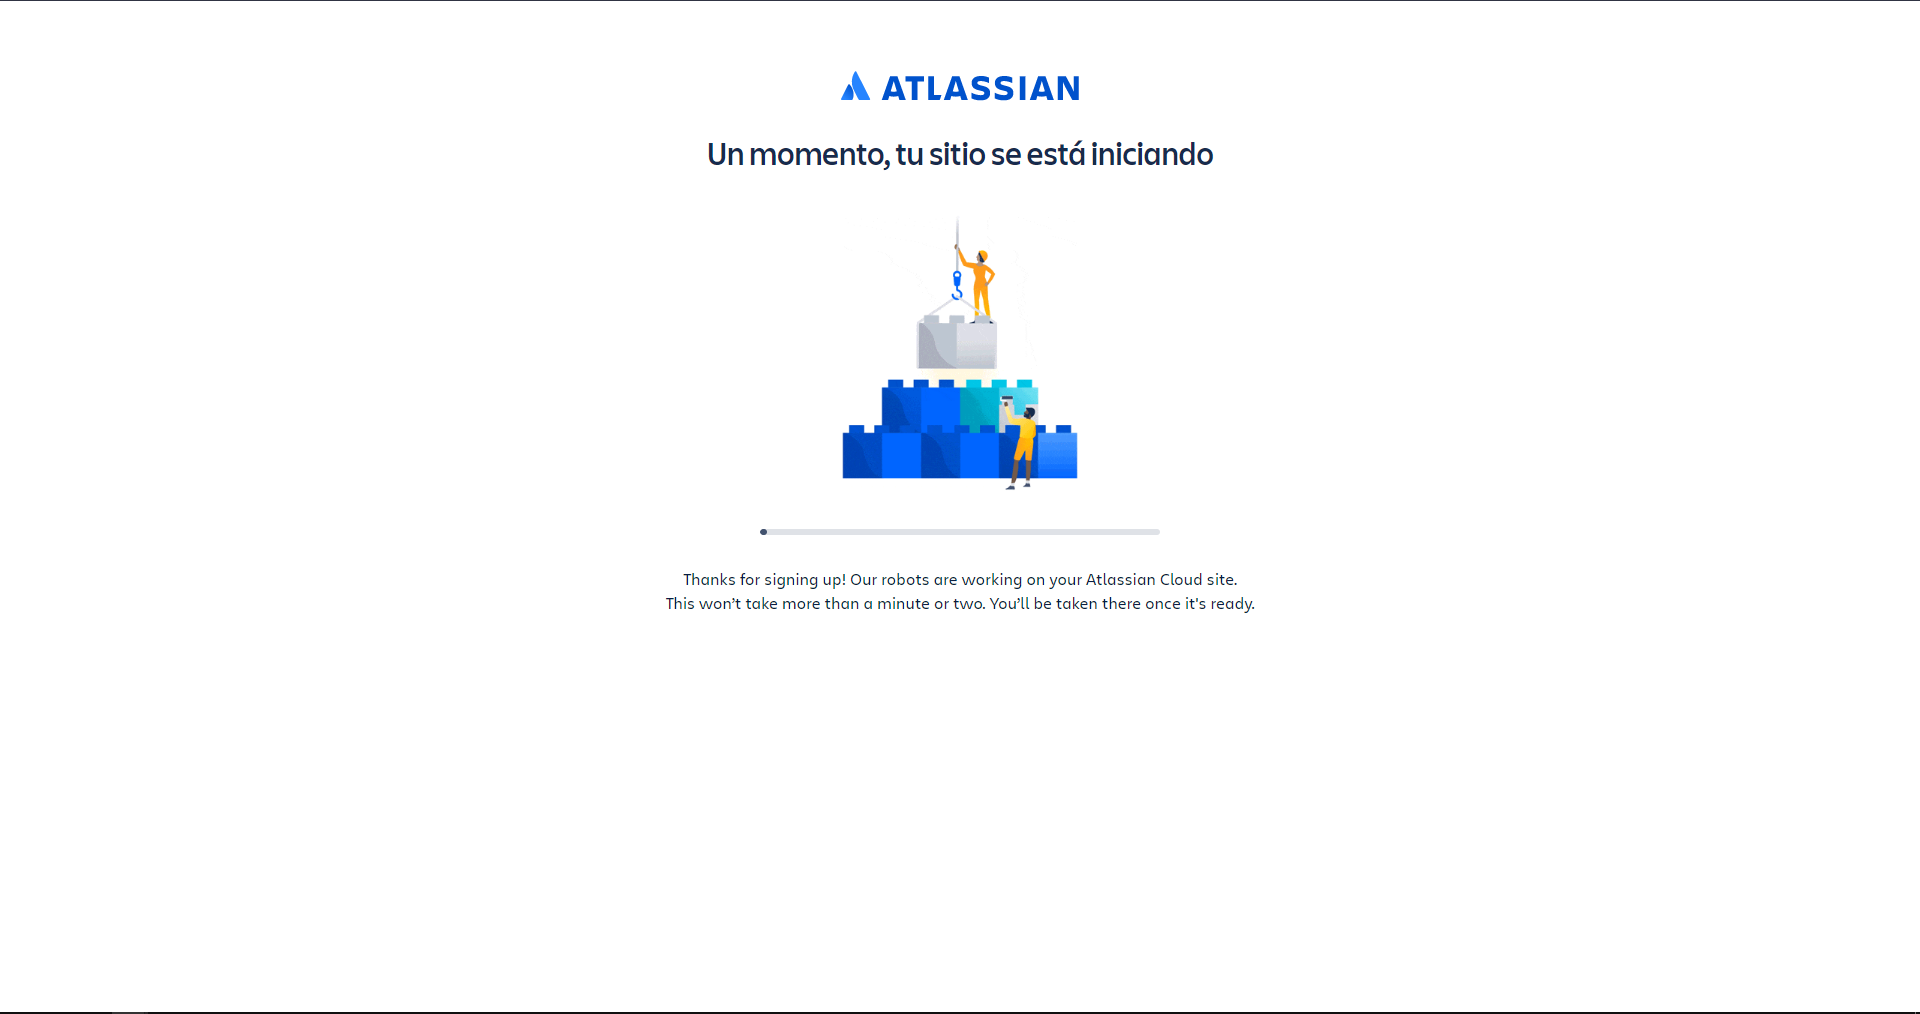 ATLASSIAN
Un momento, tu sitio se está iniciando
Thanks for signing up! Our robots are working on your Atlassian Cloud site.
This won’t take more than a minute or two. You’ll be taken there once it's ready.